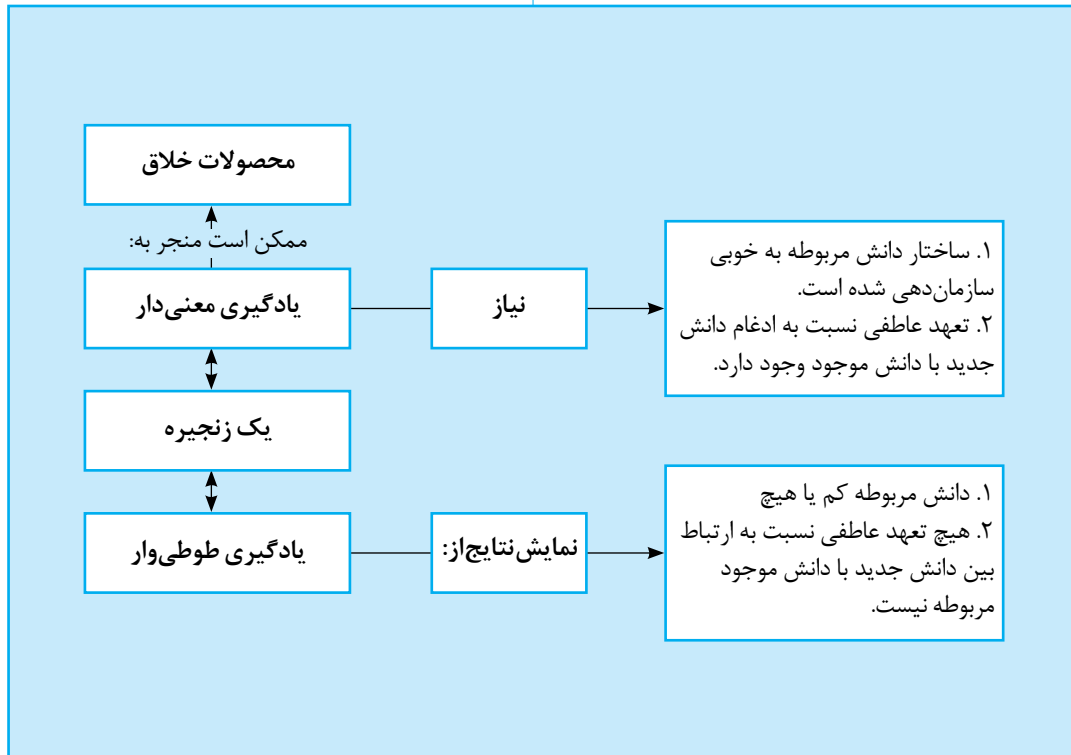 محصولات خلاق
ممکن است منجر به:
یادگیری معنی‌دار
نیاز
۱. ساختار دانش مربوطه به خوبی
سازمان‌دهی شده است.
۲. تعهد عاطفی نسبت به ادغام دانش
جدید با دانش موجود وجود دارد.
یک زنجیره
یادگیری طوطی‌وار
نمایش‌نتایج‌از:
۱. دانش مربوطه کم یا هیچ
۲. هیچ تعهد عاطفی نسبت به ارتباط
بین دانش جدید با دانش موجود
مربوطه نیست.